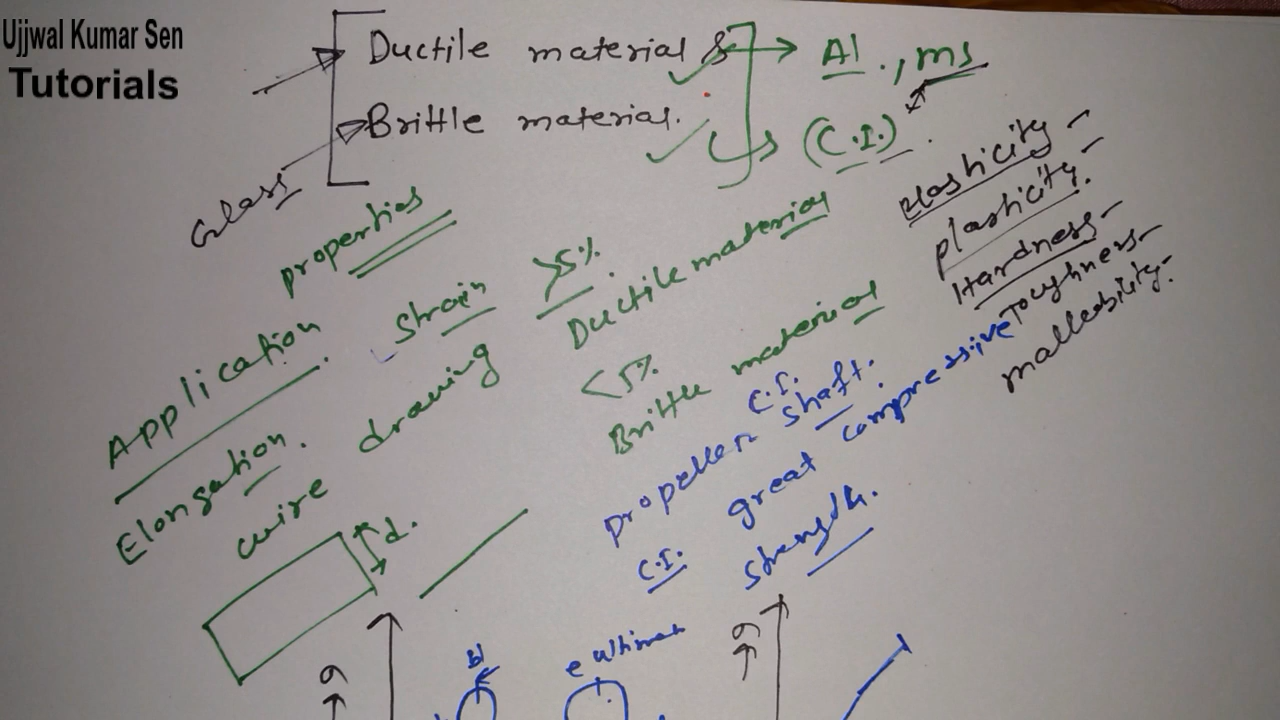 Ujjwal Kumar Sen
Tutorials
Ductile material & → Al., ms
Brittle material. → (C.I.).
Glass
properties
Application.
Strain >5%.
Ductile material
Elongation.
wire drawing
<5%
Brittle material
C.I.
propeller shaft.
C.I. great compressive
strength.
Elasticity -
plasticity. -
Hardness -
Toughness -
malleability. -
d.
σ
e
σ